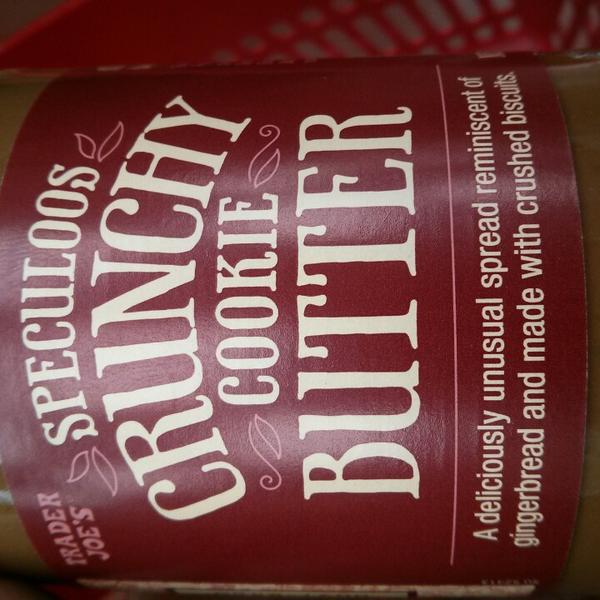 TRADER
JOE'S
SPECULOOS
CRUNCHY
COOKIE
BUTTER
A deliciously unusual spread reminiscent of
gingerbread and made with crushed biscuits.